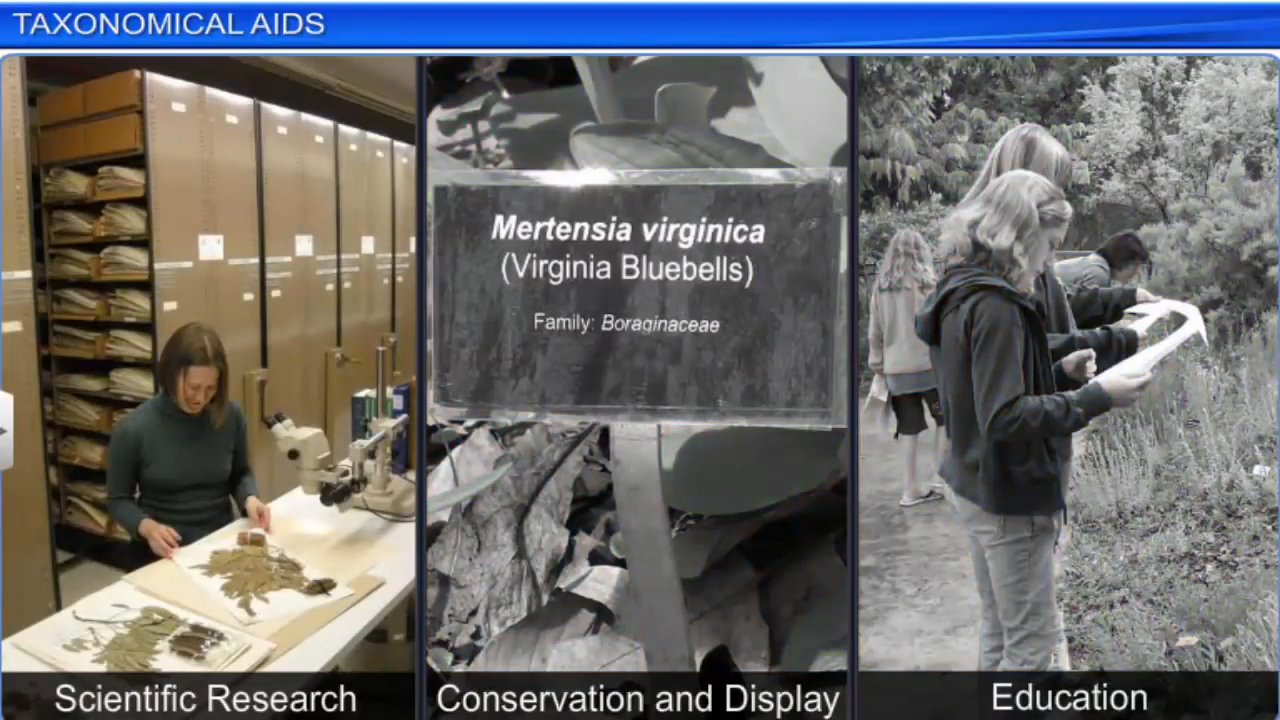 TAXONOMICAL AIDS
Mertensia virginica
(Virginia Bluebells)
Family: Boraginaceae
Scientific Research
Conservation and Display
Education